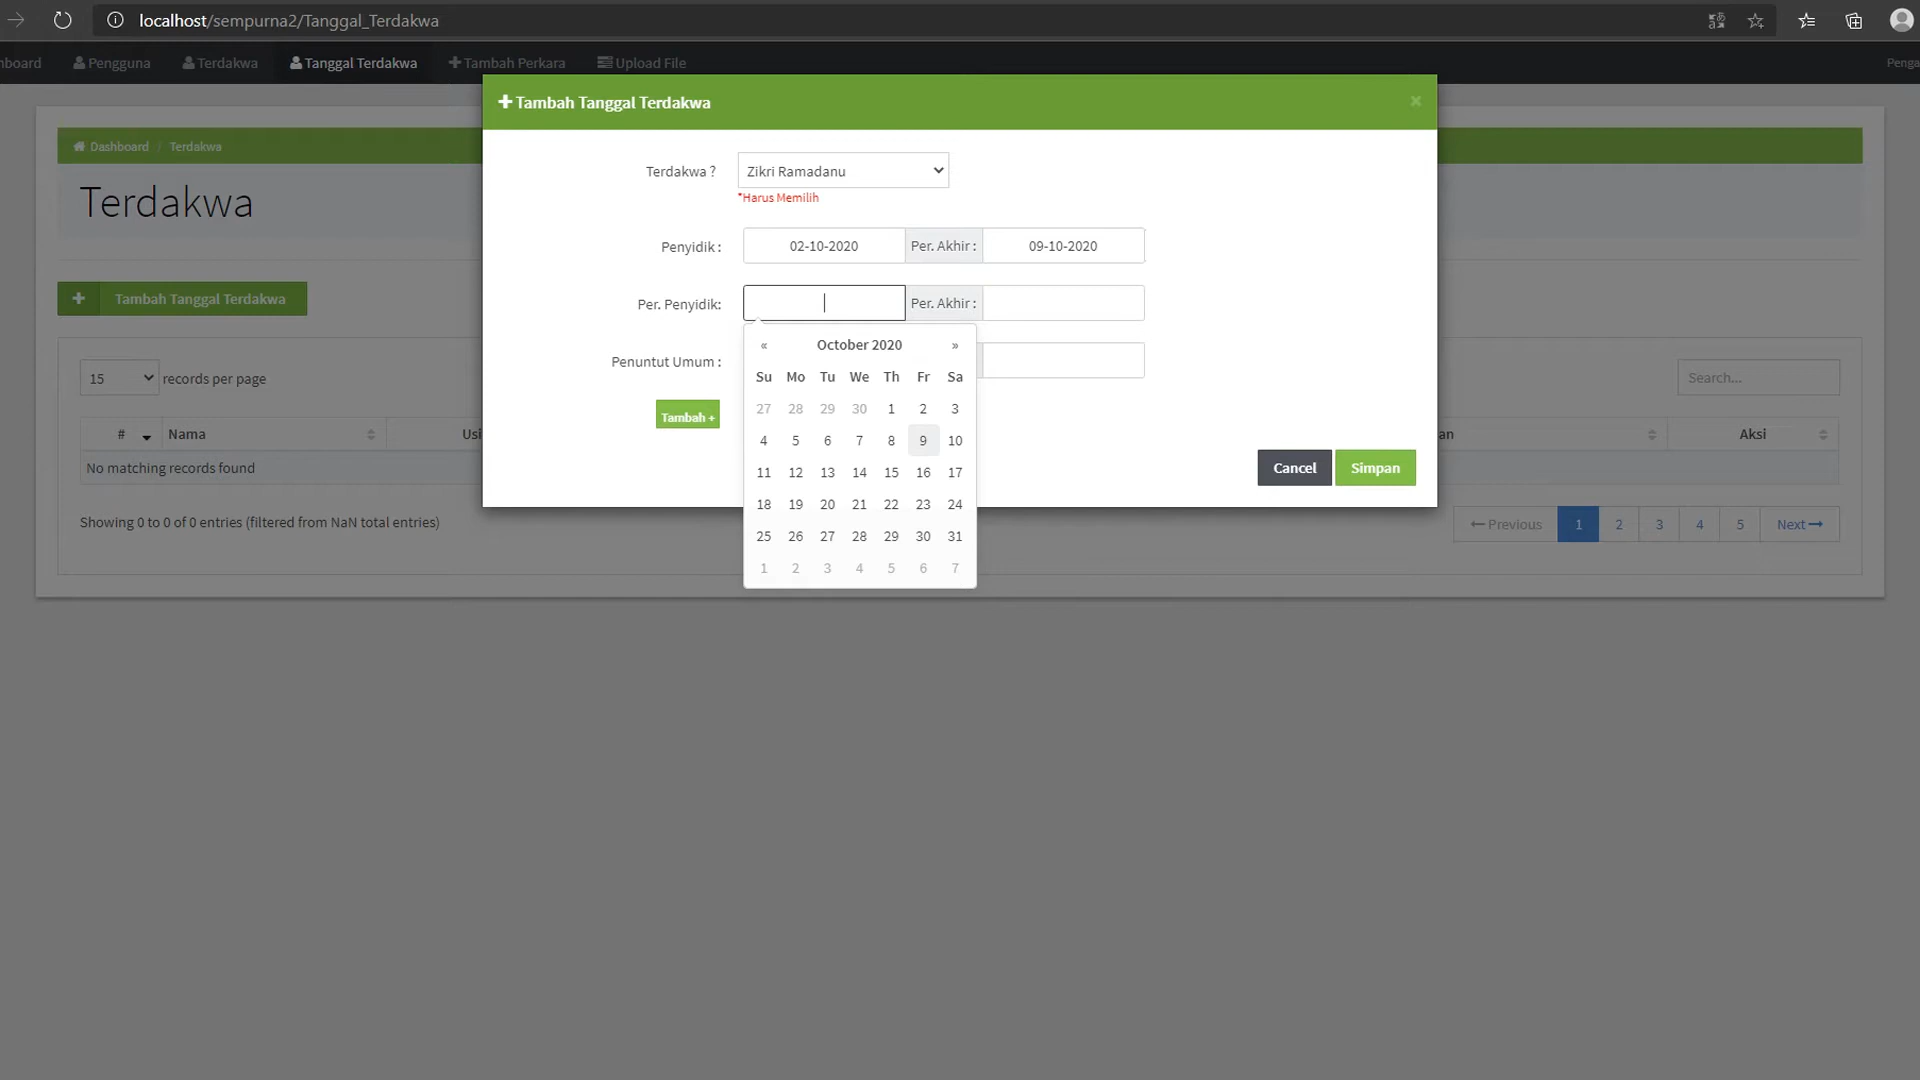 localhost/sempurna2/Tanggal_Terdakwa
hboard Pengguna Terdakwa Tanggal Terdakwa Tambah Perkara Upload File Penga
Tambah Tanggal Terdakwa ×
Dashboard / Terdakwa
Terdakwa
Terdakwa ? Zikri Ramadanu
*Harus Memilih
Penyidik : 02-10-2020 Per. Akhir : 09-10-2020
Tambah Tanggal Terdakwa
Per. Penyidik: Per. Akhir :
Penuntut Umum :
Tambah +
« October 2020 »
Su Mo Tu We Th Fr Sa
27 28 29 30 1 2 3
4 5 6 7 8 9 10
11 12 13 14 15 16 17
18 19 20 21 22 23 24
25 26 27 28 29 30 31
1 2 3 4 5 6 7
Cancel Simpan
15 records per page Search...
# Nama Usi an Aksi
No matching records found
Showing 0 to 0 of 0 entries (filtered from NaN total entries)
Previous 1 2 3 4 5 Next